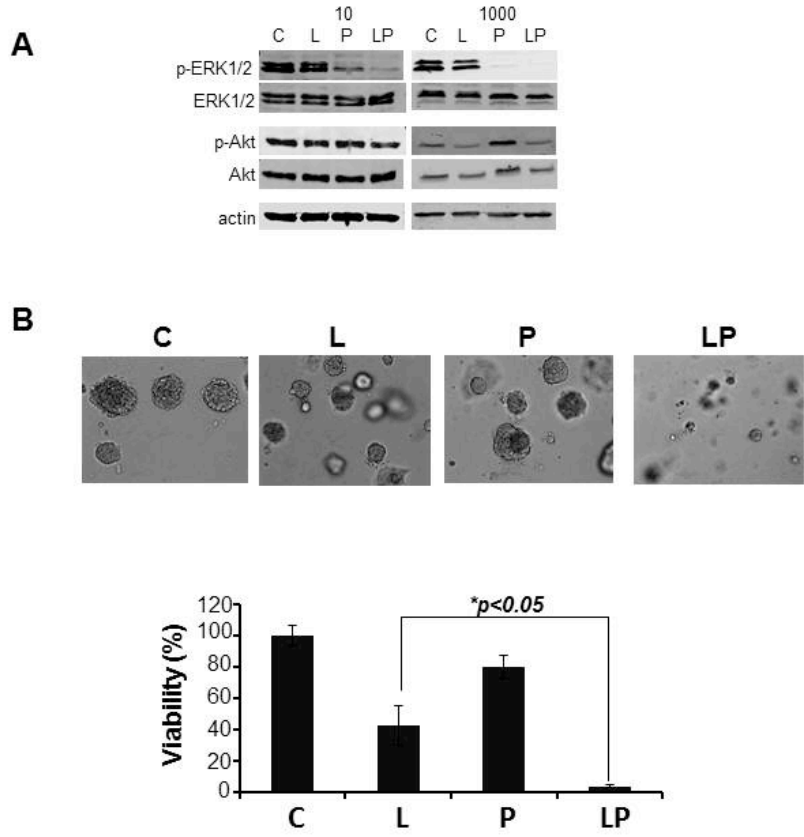 A
10 1000
C L P LP C L P LP
p-ERK1/2
ERK1/2
p-Akt
Akt
actin
B
C L P LP
Viability (%)
120
100
80
60
40
20
0
*p<0.05
C L P LP